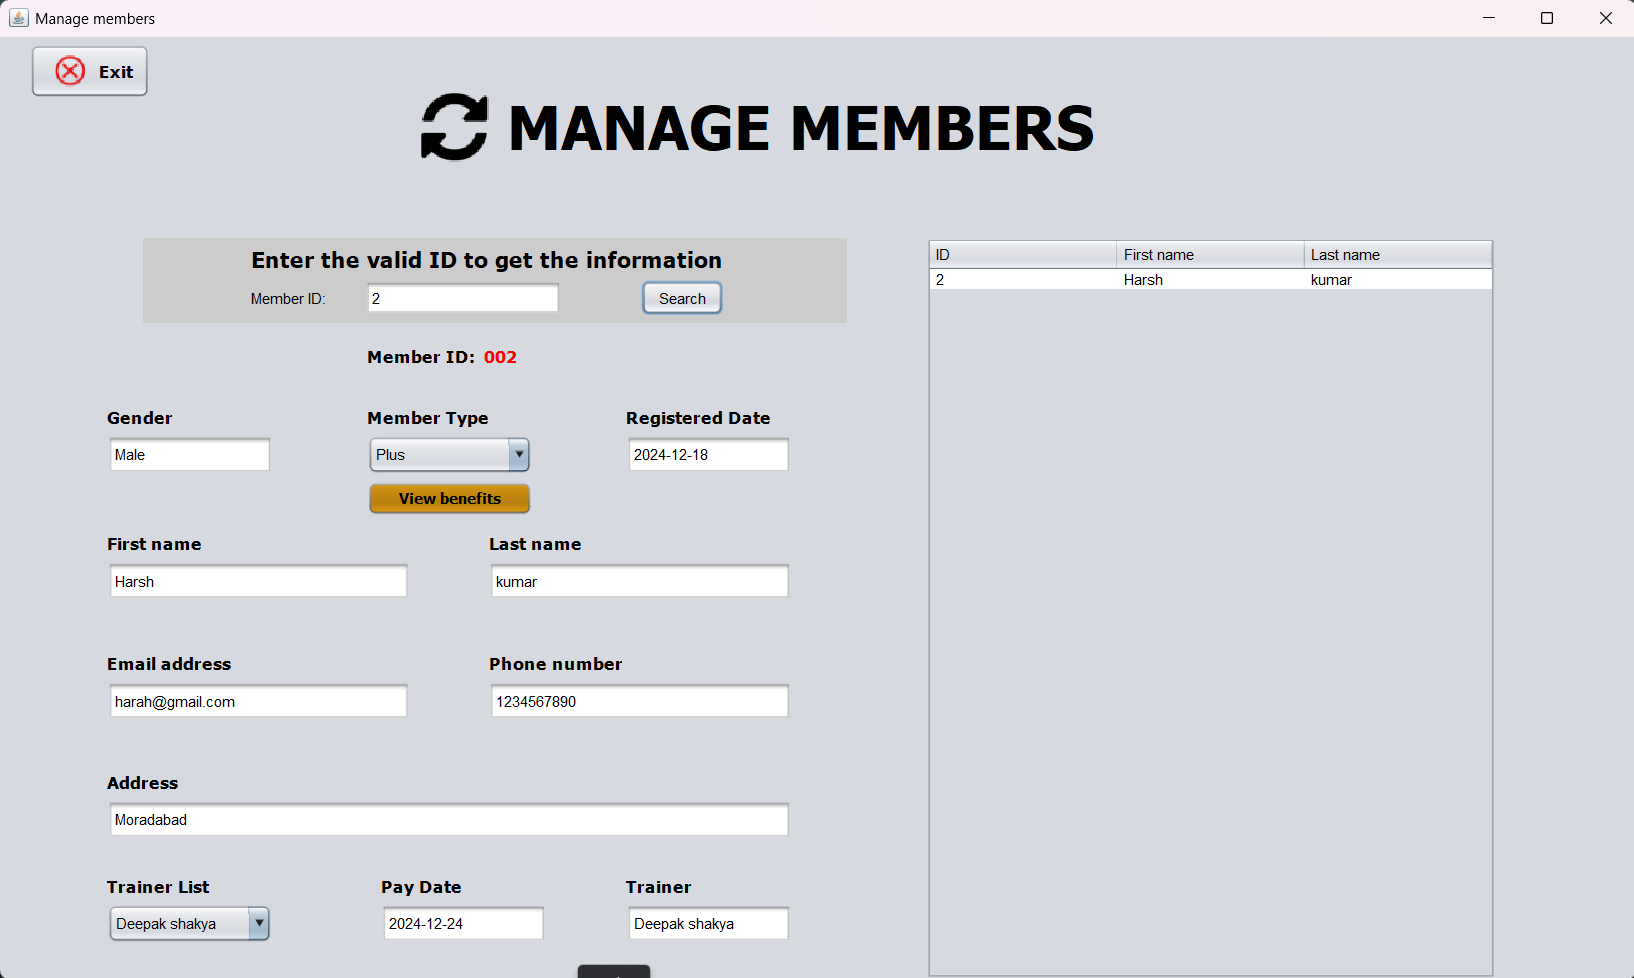 Manage members
Exit
MANAGE MEMBERS
Enter the valid ID to get the information
Member ID: 2 Search
Member ID: 002
Gender Member Type Registered Date
Male Plus 2024-12-18
View benefits
First name Last name
Harsh kumar
Email address Phone number
harah@gmail.com 1234567890
Address
Moradabad
Trainer List Pay Date Trainer
Deepak shakya 2024-12-24 Deepak shakya
ID First name Last name
2 Harsh kumar